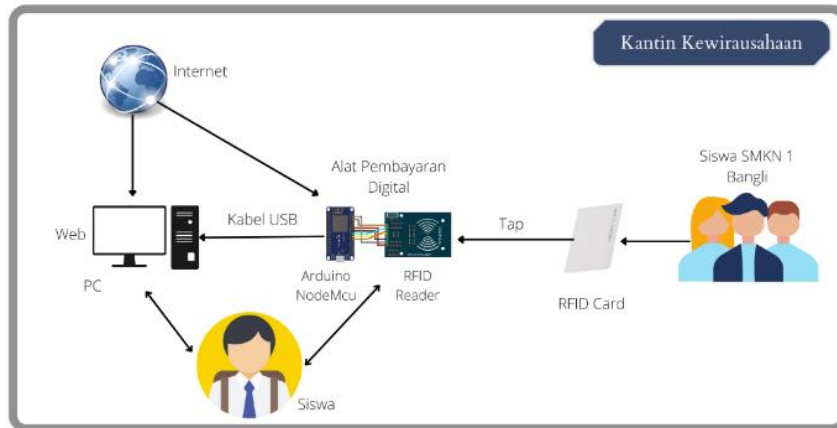 Kantin Kewirausahaan
Internet
Alat Pembayaran
Digital
Siswa SMKN 1
Bangli
Web
Kabel USB
Tap
PC
Arduino
NodeMcu
RFID
Reader
RFID Card
Siswa